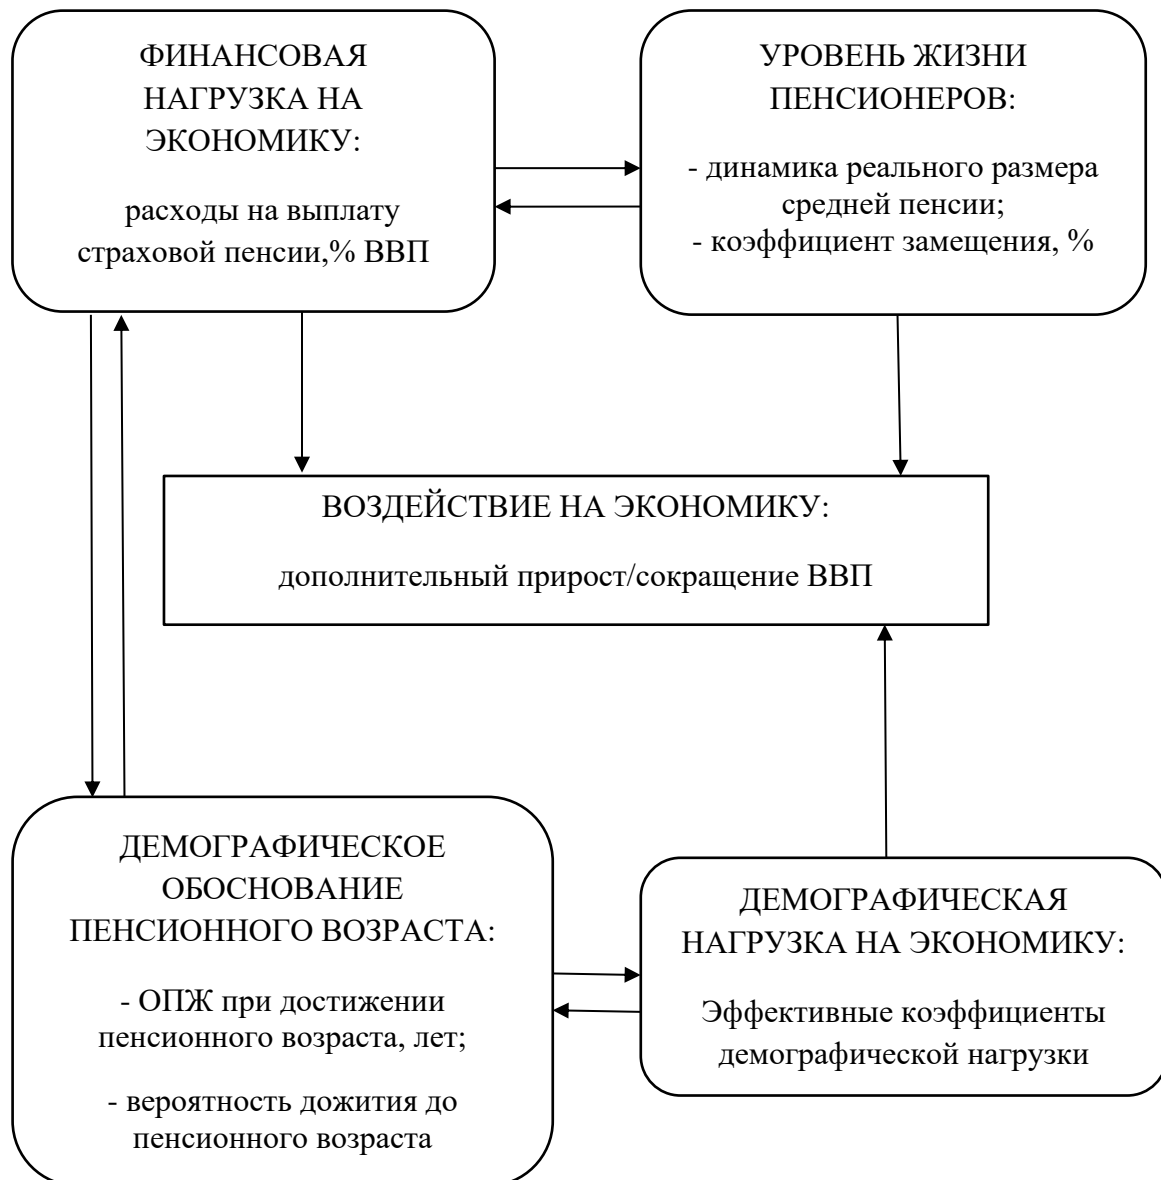 ФИНАНСОВАЯ
НАГРУЗКА НА
ЭКОНОМИКУ:
расходы на выплату
страховой пенсии,% ВВП
УРОВЕНЬ ЖИЗНИ
ПЕНСИОНЕРОВ:
- динамика реального размера
средней пенсии;
- коэффициент замещения, %
ВОЗДЕЙСТВИЕ НА ЭКОНОМИКУ:
дополнительный прирост/сокращение ВВП
ДЕМОГРАФИЧЕСКОЕ
ОБОСНОВАНИЕ
ПЕНСИОННОГО ВОЗРАСТА:
- ОПЖ при достижении
пенсионного возраста, лет;
- вероятность дожития до
пенсионного возраста
ДЕМОГРАФИЧЕСКАЯ
НАГРУЗКА НА ЭКОНОМИКУ:
Эффективные коэффициенты
демографической нагрузки